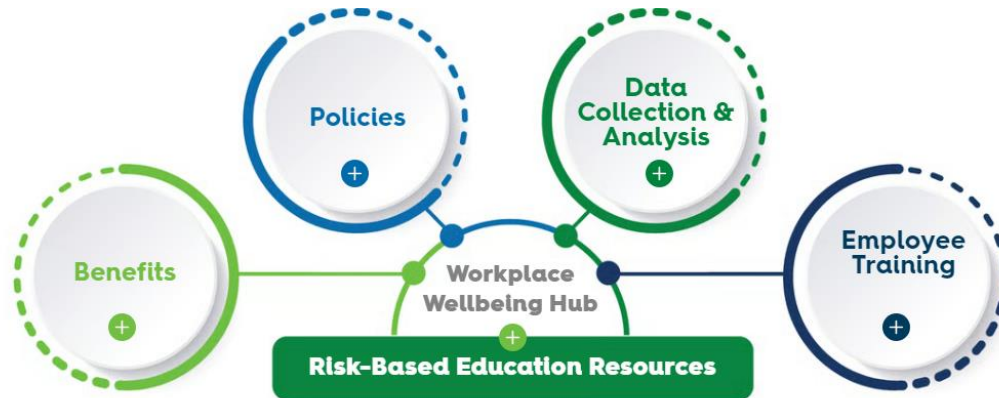 Policies
Data
Collection &
Analysis
Benefits
Employee
Training
Workplace
Wellbeing Hub
Risk-Based Education Resources